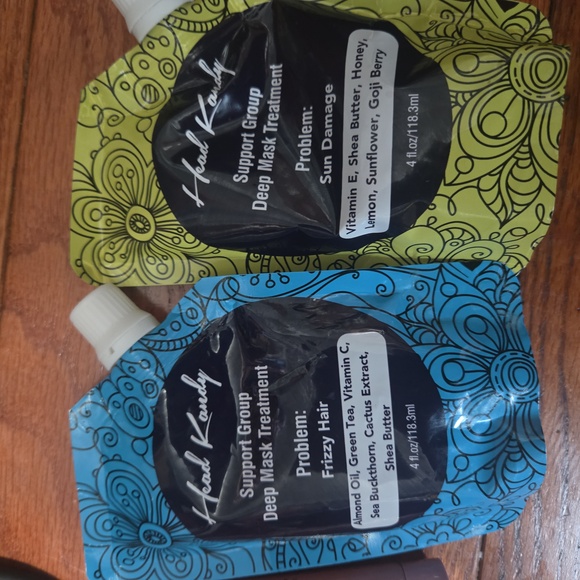 Head Kandy
Support Group
Deep Mask Treatment
Problem:
Sun Damage
Vitamin E, Shea Butter, Honey,
Lemon, Sunflower, Goji Berry
4 fl.oz/118.3ml
Head Kandy
Support Group
Deep Mask Treatment
Problem:
Frizzy Hair
Almond Oil, Green Tea, Vitamin C,
Sea Buckthorn, Cactus Extract,
Shea Butter
4 fl.oz/118.3ml